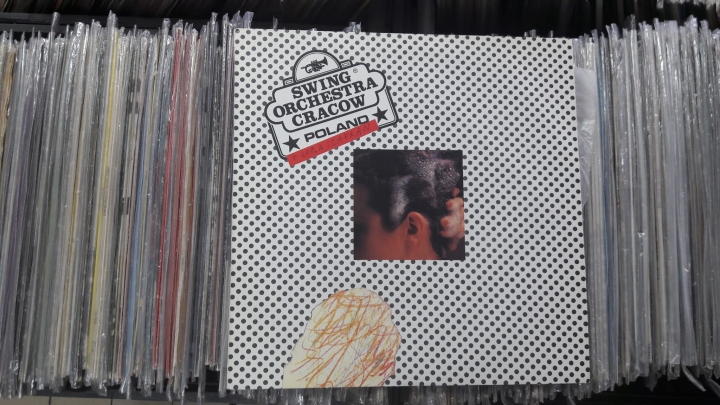 SWING
ORCHESTRA
CRACOW
®
POLAND